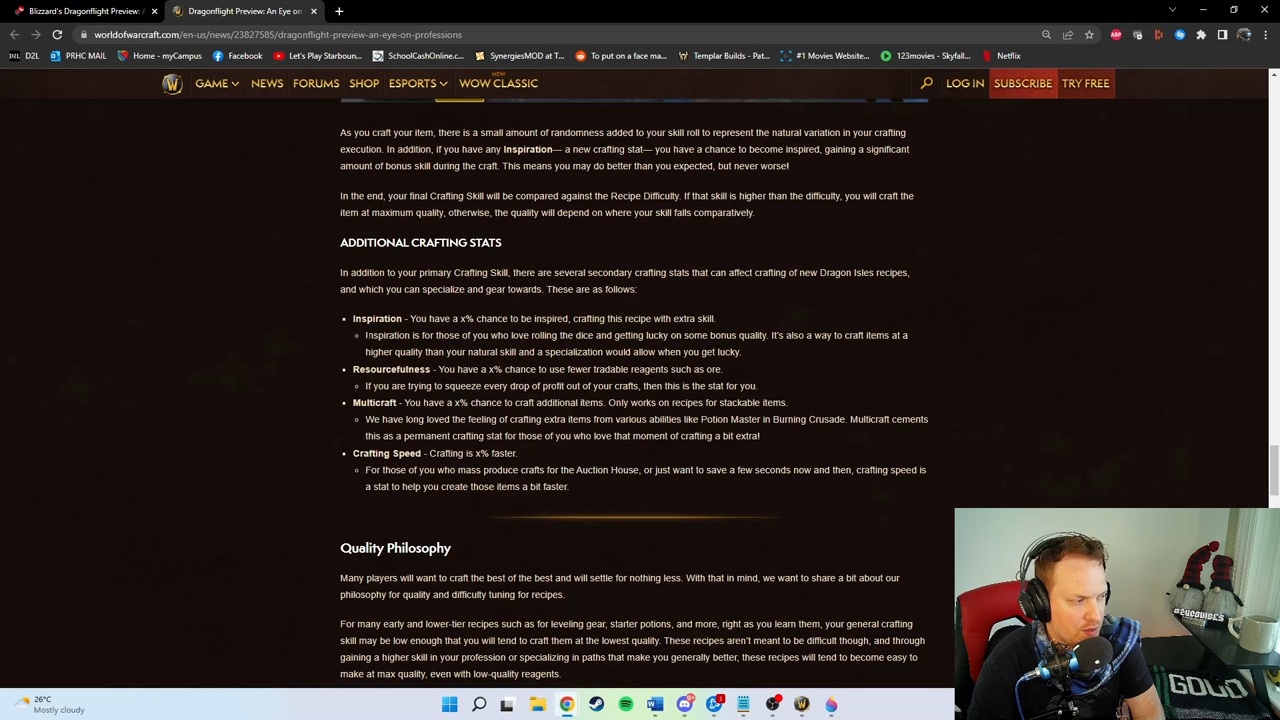 Blizzard's Dragonflight Preview: A
Dragonflight Preview: An Eye on
worldofwarcraft.com/en-us/news/23827585/dragonflight-preview-an-eye-on-professions
D2L PRHC MAIL Home - myCampus Facebook Let's Play Starboun... SchoolCashOnline.c... SynergiesMOD at T... To put on a face ma... Templar Builds - Pat... #1 Movies Website... 123movies - Skyfall... Netflix
GAME NEWS FORUMS SHOP ESPORTS NEW WOW CLASSIC LOG IN SUBSCRIBE TRY FREE
As you craft your item, there is a small amount of randomness added to your skill roll to represent the natural variation in your crafting
execution. In addition, if you have any Inspiration— a new crafting stat— you have a chance to become inspired, gaining a significant
amount of bonus skill during the craft. This means you may do better than you expected, but never worse!
In the end, your final Crafting Skill will be compared against the Recipe Difficulty. If that skill is higher than the difficulty, you will craft the
item at maximum quality, otherwise, the quality will depend on where your skill falls comparatively.
ADDITIONAL CRAFTING STATS
In addition to your primary Crafting Skill, there are several secondary crafting stats that can affect crafting of new Dragon Isles recipes,
and which you can specialize and gear towards. These are as follows:
Inspiration - You have a x% chance to be inspired, crafting this recipe with extra skill.
Inspiration is for those of you who love rolling the dice and getting lucky on some bonus quality. It's also a way to craft items at a
higher quality than your natural skill and a specialization would allow when you get lucky.
Resourcefulness - You have a x% chance to use fewer tradable reagents such as ore.
If you are trying to squeeze every drop of profit out of your crafts, then this is the stat for you.
Multicraft - You have a x% chance to craft additional items. Only works on recipes for stackable items.
We have long loved the feeling of crafting extra items from various abilities like Potion Master in Burning Crusade. Multicraft cements
this as a permanent crafting stat for those of you who love that moment of crafting a bit extra!
Crafting Speed - Crafting is x% faster.
For those of you who mass produce crafts for the Auction House, or just want to save a few seconds now and then, crafting speed is
a stat to help you create those items a bit faster.
Quality Philosophy
Many players will want to craft the best of the best and will settle for nothing less. With that in mind, we want to share a bit about our
philosophy for quality and difficulty tuning for recipes.
For many early and lower-tier recipes such as for leveling gear, starter potions, and more, right as you learn them, your general crafting
skill may be low enough that you will tend to craft them at the lowest quality. These recipes aren't meant to be difficult though, and through
gaining a higher skill in your profession or specializing in paths that make you generally better, these recipes will tend to become easy to
make at max quality, even with low-quality reagents.
26°C
Mostly cloudy